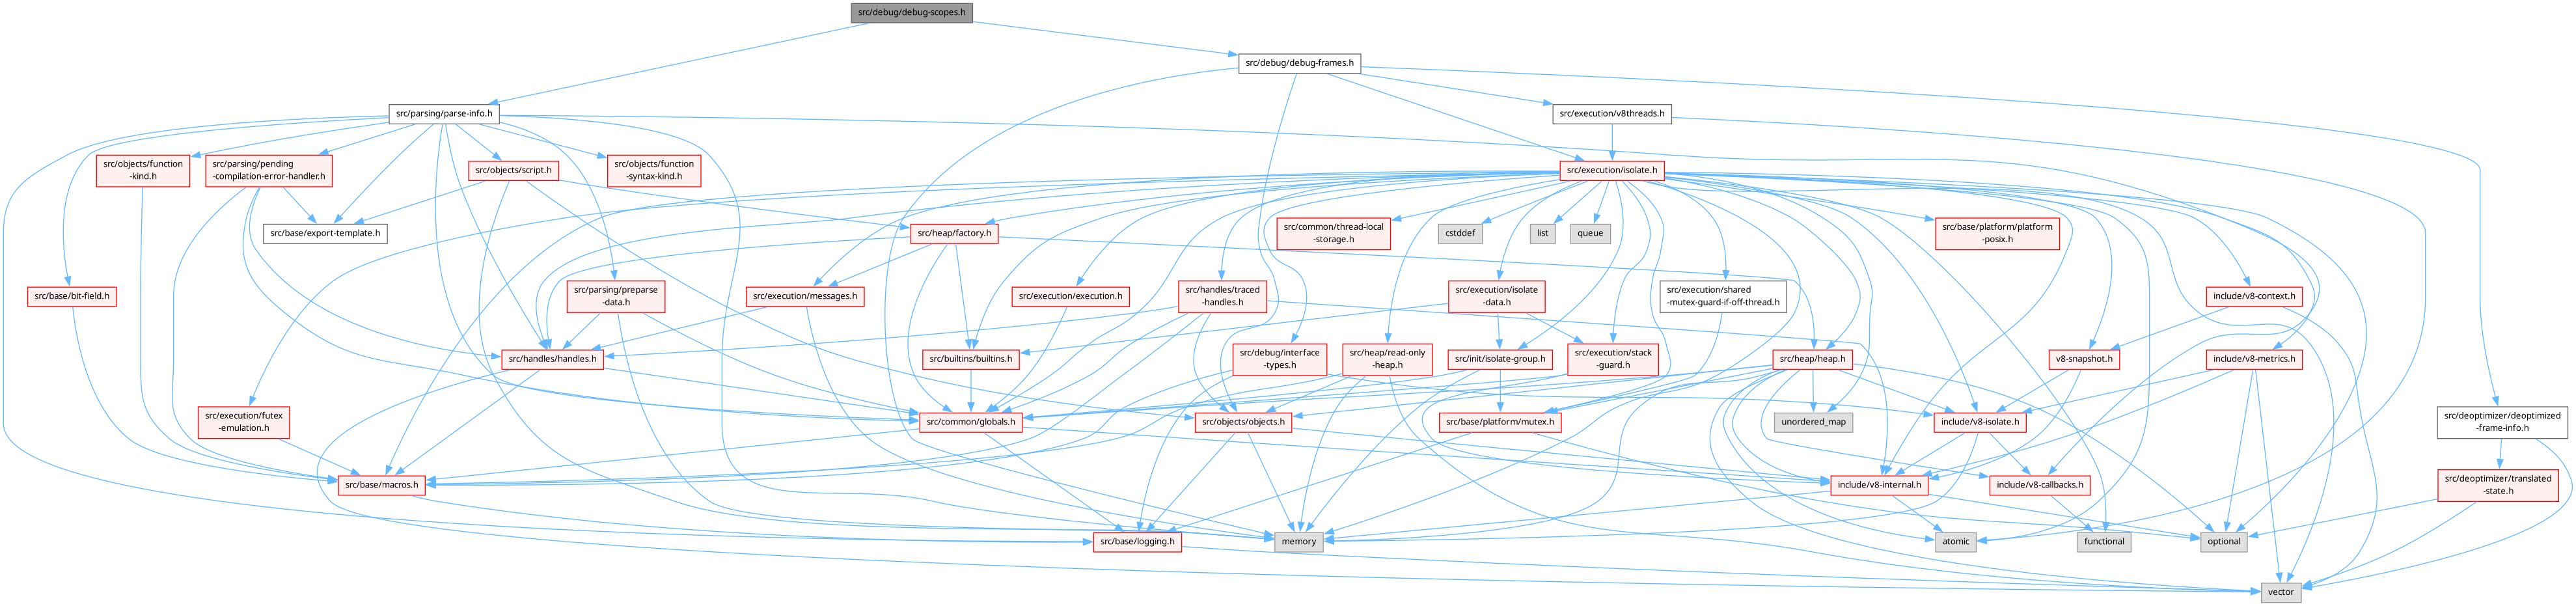 src/debug/debug-scopes.h
src/debug/debug-frames.h
src/parsing/parse-info.h
src/execution/v8threads.h
src/objects/function
-kind.h
src/parsing/pending
-compilation-error-handler.h
src/objects/script.h
src/objects/function
-syntax-kind.h
src/execution/isolate.h
src/base/export-template.h
src/heap/factory.h
src/common/thread-local
-storage.h
cstddef
list
queue
src/base/platform/platform
-posix.h
src/base/bit-field.h
src/parsing/preparse
-data.h
src/execution/messages.h
src/execution/execution.h
src/handles/traced
-handles.h
src/execution/isolate
-data.h
src/execution/shared
-mutex-guard-if-off-thread.h
include/v8-context.h
src/handles/handles.h
src/builtins/builtins.h
src/debug/interface
-types.h
src/heap/read-only
-heap.h
src/init/isolate-group.h
src/execution/stack
-guard.h
src/heap/heap.h
v8-snapshot.h
include/v8-metrics.h
src/execution/futex
-emulation.h
src/common/globals.h
src/objects/objects.h
src/base/platform/mutex.h
unordered_map
include/v8-isolate.h
src/deoptimizer/deoptimized
-frame-info.h
src/base/macros.h
include/v8-internal.h
include/v8-callbacks.h
src/deoptimizer/translated
-state.h
src/base/logging.h
memory
atomic
functional
optional
vector